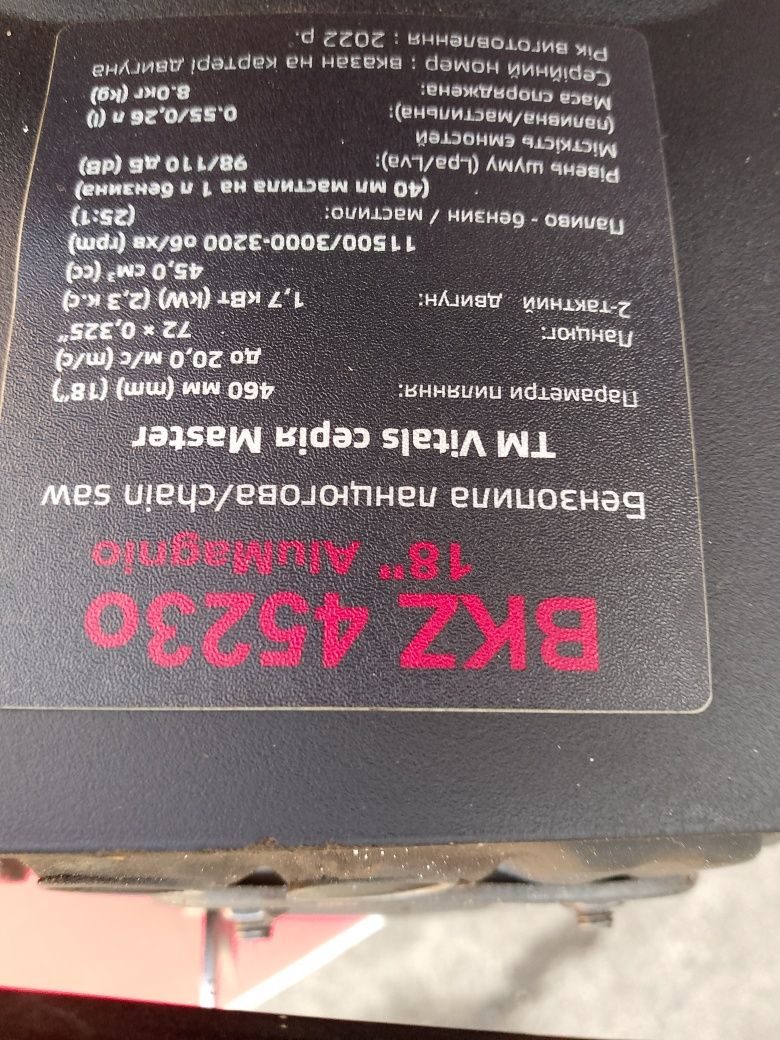 BKZ 4523o
18" AluMagnio
Бензопила ланцюгова/chain saw
TM Vitals серія Master
Параметри пиляння: 460 мм (mm) (18")
до 20,0 м/с (m/c)
Ланцюг: 72 × 0,325"
2-тактний двигун: 1,7 кВт (kW) (2,3 к.с)
45,0 см³ (cc)
11500/3000-3200 об/хв (rpm)
Паливо - бензин / мастило: (25:1)
(40 мл мастила на 1 л бензина)
Рівень шуму (Lpa/Lva): 98/110 дБ (dB)
Місткість ємностей
(паливна/мастильна): 0.55/0,26 л (l)
Маса споряджена: 8.0кг (kg)
Серійний номер : вказан на картері двигуна
Рік виготовлення : 2022 р.